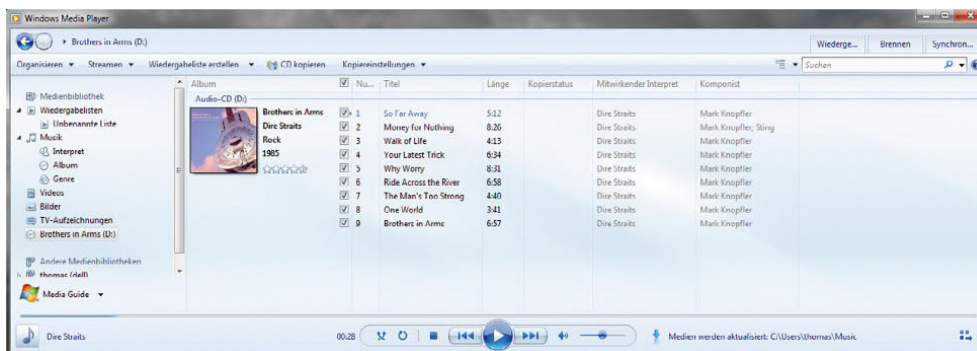 Windows Media Player
Brothers in Arms (D:)
Wiederge... Brennen Synchron...
Organisieren Streamen Wiedergabeliste erstellen CD kopieren Kopiereinstellungen Suchen
Album Nu... Titel Länge Kopierstatus Mitwirkender Interpret Komponist
Audio-CD (D:)
Brothers in Arms
Dire Straits
Rock
1985
1 So Far Away 5:12 Dire Straits Mark Knopfler
2 Money for Nothing 8:26 Dire Straits Mark Knopfler; Sting
3 Walk of Life 4:13 Dire Straits Mark Knopfler
4 Your Latest Trick 6:34 Dire Straits Mark Knopfler
5 Why Worry 8:31 Dire Straits Mark Knopfler
6 Ride Across the River 6:58 Dire Straits Mark Knopfler
7 The Man's Too Strong 4:40 Dire Straits Mark Knopfler
8 One World 3:41 Dire Straits Mark Knopfler
9 Brothers in Arms 6:57 Dire Straits Mark Knopfler
Medienbibliothek
Wiedergabelisten
Unbenannte Liste
Musik
Interpret
Album
Genre
Videos
Bilder
TV-Aufzeichnungen
Brothers in Arms (D:)
Andere Medienbibliotheken
thomas (dell)
Media Guide
Dire Straits 00:28 Medien werden aktualisiert: C:\Users\thomas\Music